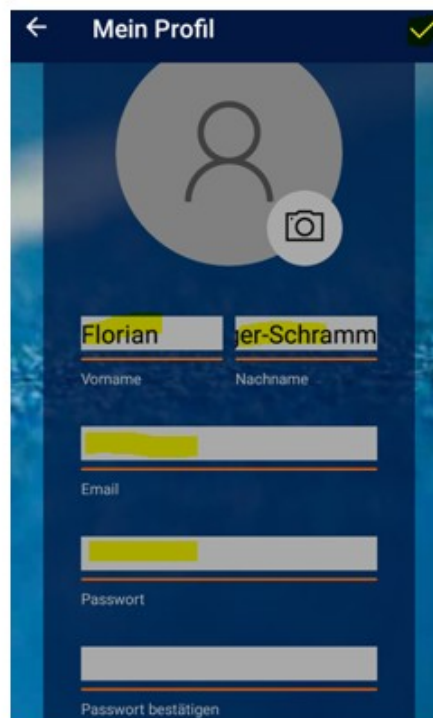 Mein Profil
Florian
ger-Schramm
Vorname
Nachname
Email
Passwort
Passwort bestätigen